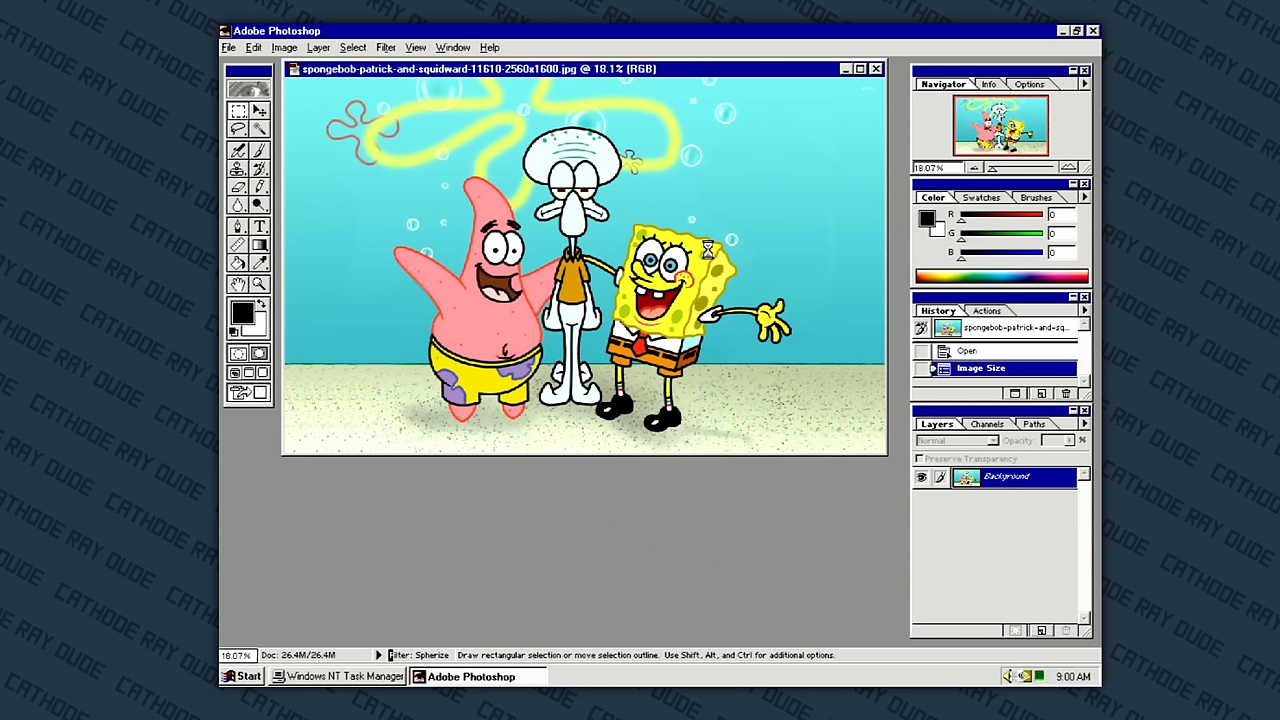 Adobe Photoshop
File Edit Image Layer Select Filter View Window Help
spongebob-patrick-and-squidward-11610-2560x1600.jpg @ 18.1% (RGB)
Navigator Info Options
18.07%
Color Swatches Brushes
R 0
G 0
B 0
History Actions
spongebob-patrick-and-sq...
Open
Image Size
Layers Channels Paths
Normal Opacity: %
Preserve Transparency
Background
18.07% Doc: 26.4M/26.4M Filter: Spherize Draw rectangular selection or move selection outline. Use Shift, Alt, and Ctrl for additional options.
Start Windows NT Task Manager Adobe Photoshop 9:00 AM
CATHODE RAY DUDE